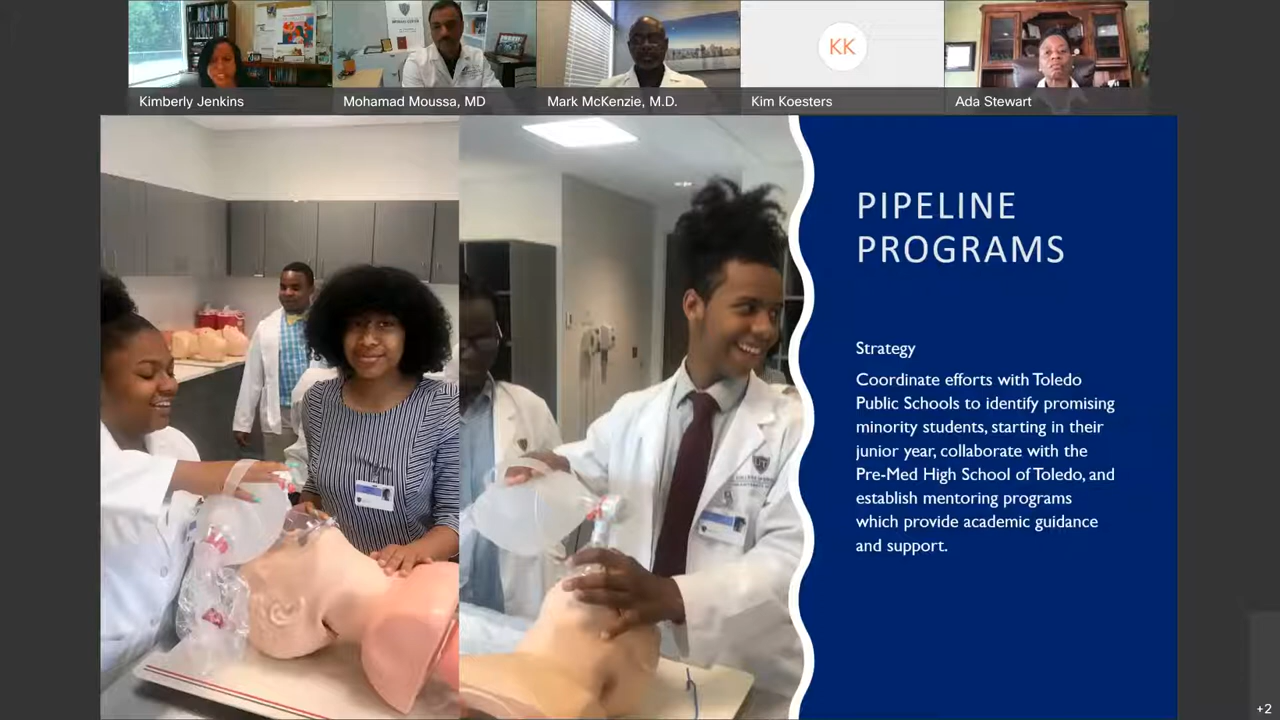 KK
Kimberly Jenkins
Mohamad Moussa, MD
Mark McKenzie, M.D.
Kim Koesters
Ada Stewart
PIPELINE
PROGRAMS
Strategy
Coordinate efforts with Toledo
Public Schools to identify promising
minority students, starting in their
junior year, collaborate with the
Pre-Med High School of Toledo, and
establish mentoring programs
which provide academic guidance
and support.
+2